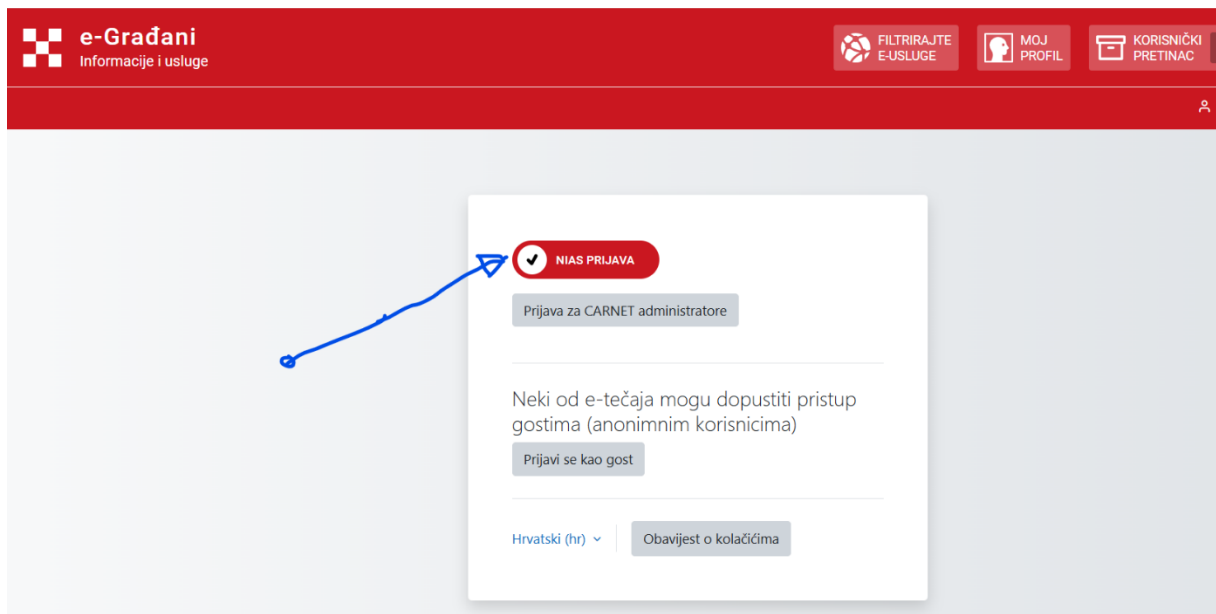 e-Građani
Informacije i usluge
FILTRIRAJTE
E-USLUGE
MOJ
PROFIL
KORISNIČKI
PRETINAC
NIAS PRIJAVA
Prijava za CARNET administratore
Neki od e-tečaja mogu dopustiti pristup
gostima (anonimnim korisnicima)
Prijavi se kao gost
Hrvatski (hr)
Obavijest o kolačićima